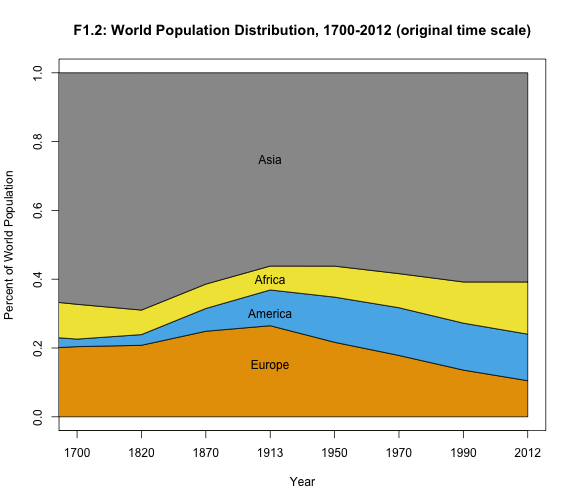 F1.2: World Population Distribution, 1700-2012 (original time scale)
Percent of World Population
1.0
0.8
0.6
0.4
0.2
0.0
Asia
Africa
America
Europe
1700 1820 1870 1913 1950 1970 1990 2012
Year